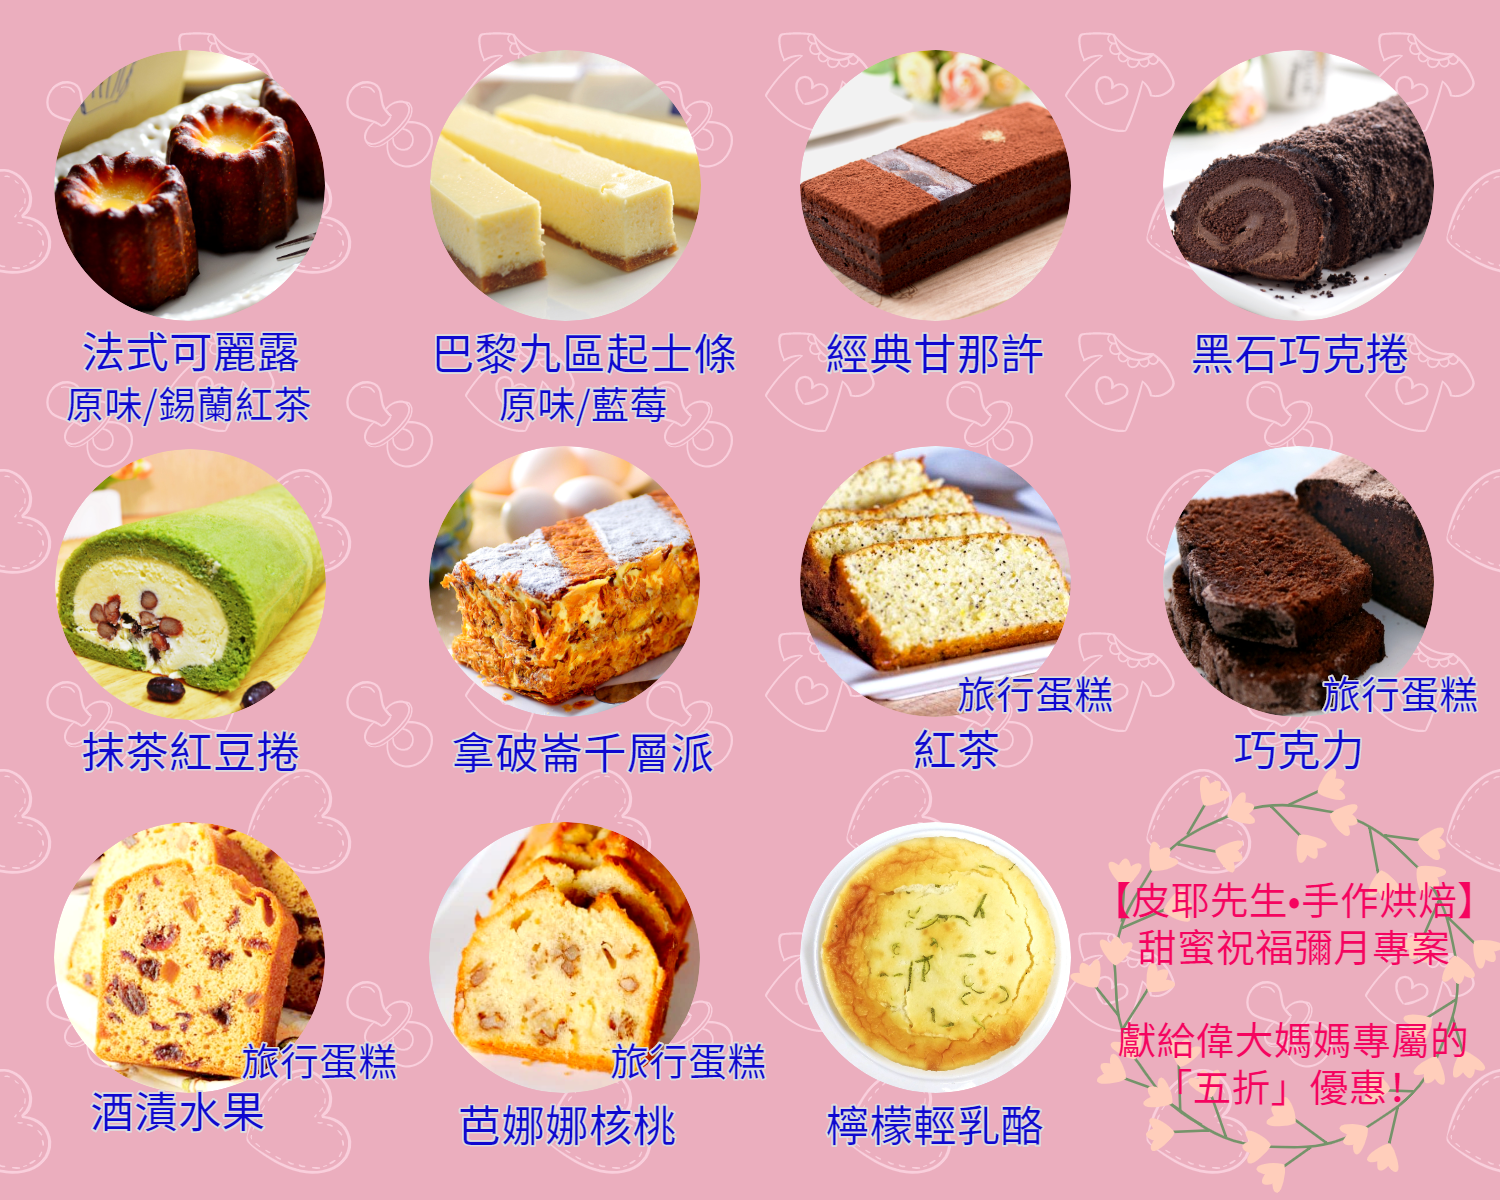 法式可麗露
原味/錫蘭紅茶
巴黎九區起士條
原味/藍莓
經典甘那許
黑石巧克捲
抹茶紅豆捲
拿破崙千層派
旅行蛋糕
紅茶
旅行蛋糕
巧克力
旅行蛋糕
酒漬水果
旅行蛋糕
芭娜娜核桃
檸檬輕乳酪
【皮耶先生•手作烘焙】
甜蜜祝福彌月專案
獻給偉大媽媽專屬的
「五折」優惠!